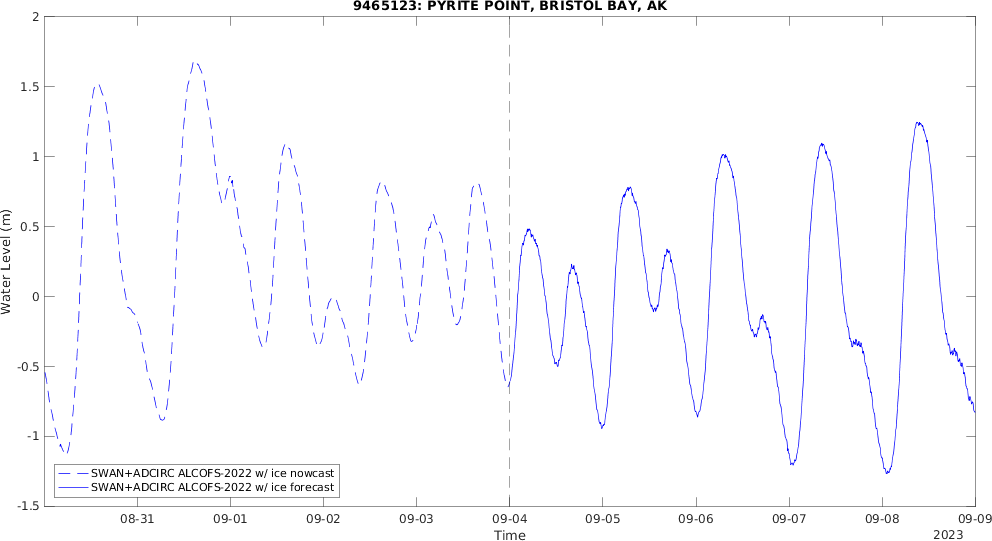 9465123: PYRITE POINT, BRISTOL BAY, AK
Water Level (m)
2
1.5
1
0.5
0
-0.5
-1
-1.5
SWAN+ADCIRC ALCOFS-2022 w/ ice nowcast
SWAN+ADCIRC ALCOFS-2022 w/ ice forecast
08-31 09-01 09-02 09-03 09-04 09-05 09-06 09-07 09-08 09-09
Time
2023